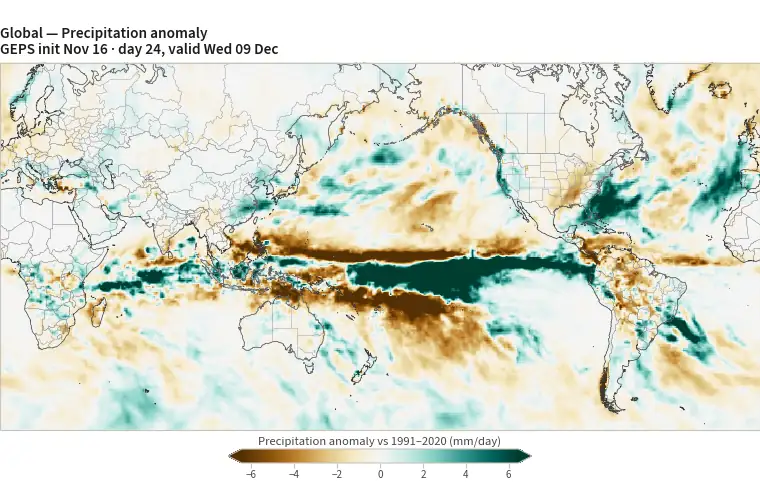 Global — Precipitation anomaly
GEPS init Nov 16 · day 24, valid Wed 09 Dec
Precipitation anomaly vs 1991–2020 (mm/day)
−6 −4 −2 0 2 4 6